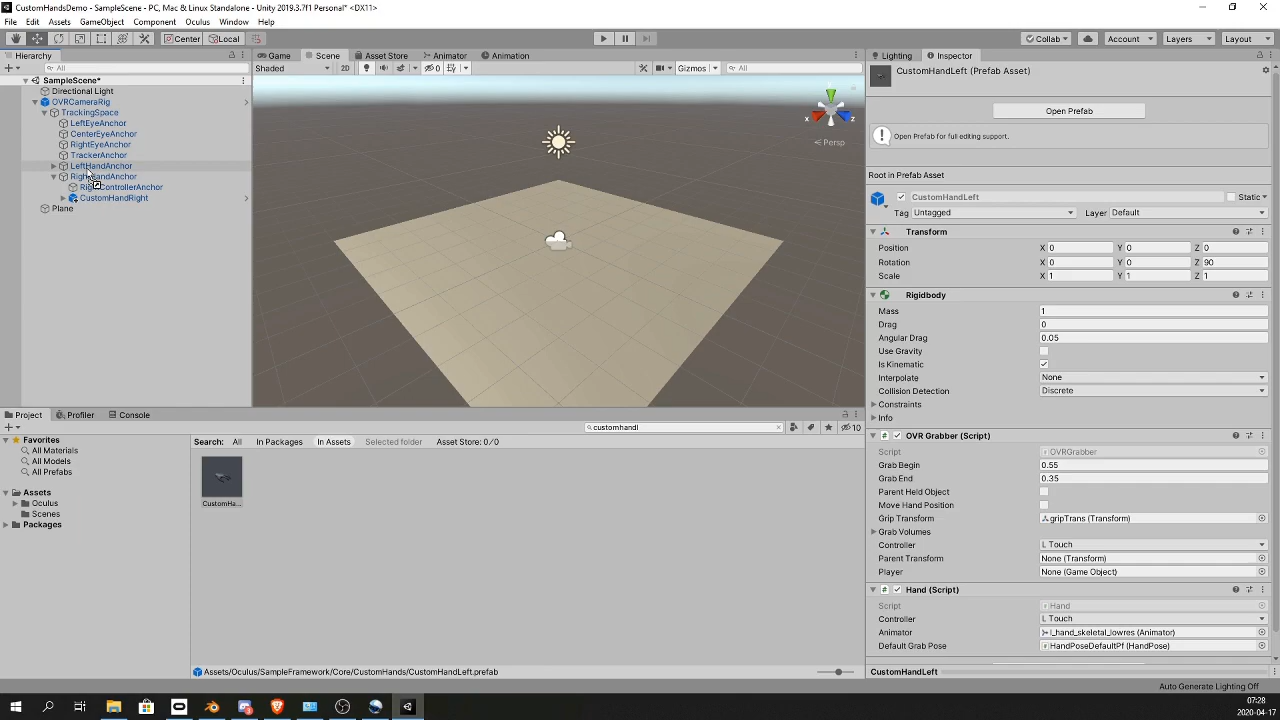 CustomHandsDemo - SampleScene - PC, Mac & Linux Standalone - Unity 2019.3.7f1 Personal* <DX11>
File Edit Assets GameObject Component Oculus Window Help
Center Local Collab Account Layers Layout
Hierarchy Game Scene Asset Store Animator Animation Lighting Inspector
All Shaded 2D 0 Gizmos All
CustomHandLeft (Prefab Asset)
SampleScene*
Directional Light
OVRCameraRig
TrackingSpace
LeftEyeAnchor
CenterEyeAnchor
RightEyeAnchor
TrackerAnchor
LeftHandAnchor
RightHandAnchor
RightControllerAnchor
CustomHandRight
Plane
x z
Persp
Open Prefab
Open Prefab for full editing support.
Root in Prefab Asset
CustomHandLeft Static
Tag Untagged Layer Default
Transform
Position X 0 Y 0 Z 0
Rotation X 0 Y 0 Z 90
Scale X 1 Y 1 Z 1
Rigidbody
Mass 1
Drag 0
Angular Drag 0.05
Use Gravity
Is Kinematic
Interpolate None
Collision Detection Discrete
Constraints
Info
OVR Grabber (Script)
Script OVRGrabber
Grab Begin 0.55
Grab End 0.35
Parent Held Object
Move Hand Position
Grip Transform gripTrans (Transform)
Grab Volumes
Controller L Touch
Parent Transform None (Transform)
Player None (Game Object)
Hand (Script)
Script Hand
Controller L Touch
Animator l_hand_skeletal_lowres (Animator)
Default Grab Pose HandPoseDefaultPf (HandPose)
CustomHandLeft
Project Profiler Console
customhandl 10
Favorites
All Materials
All Models
All Prefabs
Assets
Oculus
Scenes
Packages
Search: All In Packages In Assets Selected folder Asset Store: 0/0
CustomHa...
Assets/Oculus/SampleFramework/Core/CustomHands/CustomHandLeft.prefab
Auto Generate Lighting Off
07:28
2020-04-17